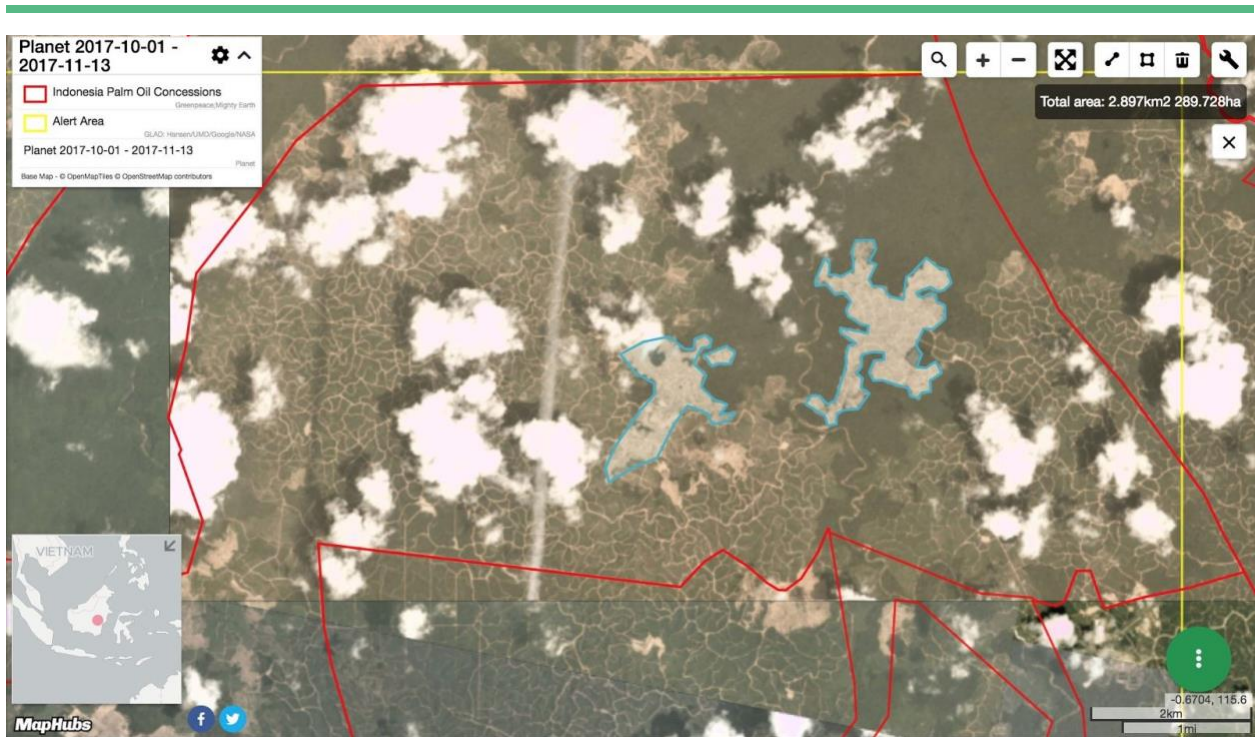 Planet 2017-10-01 -
2017-11-13
Indonesia Palm Oil Concessions
Greenpeace;Mighty Earth
Alert Area
GLAD: Hansen/UMD/Google/NASA
Planet 2017-10-01 - 2017-11-13
Planet
Base Map - © OpenMapTiles © OpenStreetMap contributors
Total area: 2.897km2 289.728ha
VIETNAM
MapHubs
-0.6704, 115.6
2km
1mi